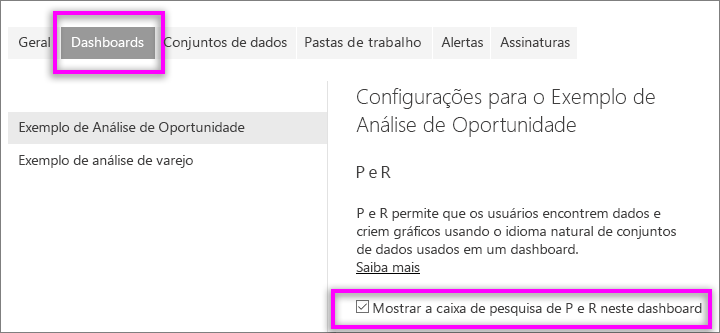 Geral Dashboards Conjuntos de dados Pastas de trabalho Alertas Assinaturas
Exemplo de Análise de Oportunidade
Exemplo de análise de varejo
Configurações para o Exemplo de
Análise de Oportunidade
P e R
P e R permite que os usuários encontrem dados e
criem gráficos usando o idioma natural de conjuntos
de dados usados em um dashboard.
Saiba mais
Mostrar a caixa de pesquisa de P e R neste dashboard